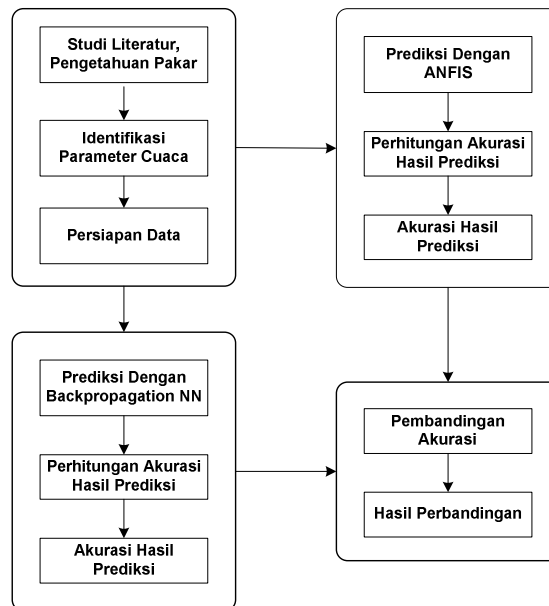 Studi Literatur,
Pengetahuan Pakar
Identifikasi
Parameter Cuaca
Persiapan Data
Prediksi Dengan
ANFIS
Perhitungan Akurasi
Hasil Prediksi
Akurasi Hasil
Prediksi
Prediksi Dengan
Backpropagation NN
Perhitungan Akurasi
Hasil Prediksi
Akurasi Hasil
Prediksi
Pembandingan
Akurasi
Hasil Perbandingan